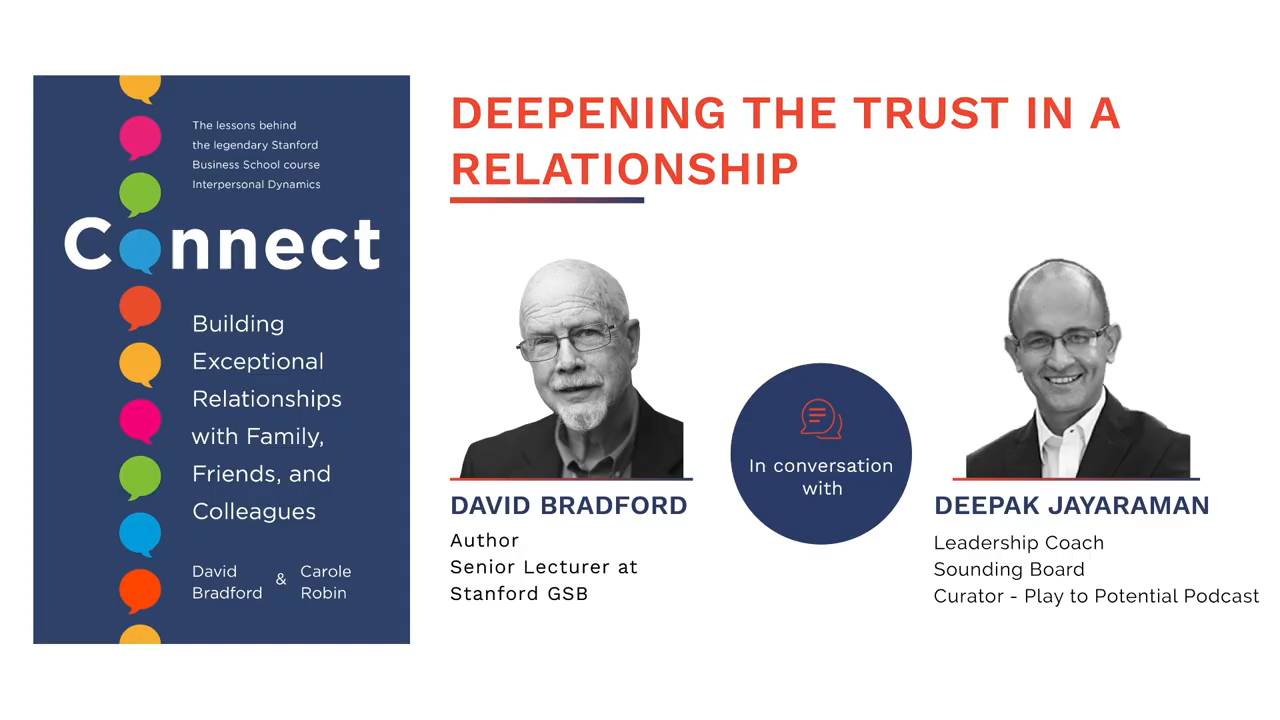 The lessons behind
the legendary Stanford
Business School course
Interpersonal Dynamics
Connect
Building
Exceptional
Relationships
with Family,
Friends, and
Colleagues
David
Bradford
&
Carole
Robin
DEEPENING THE TRUST IN A
RELATIONSHIP
DAVID BRADFORD
Author
Senior Lecturer at
Stanford GSB
In conversation
with
DEEPAK JAYARAMAN
Leadership Coach
Sounding Board
Curator - Play to Potential Podcast